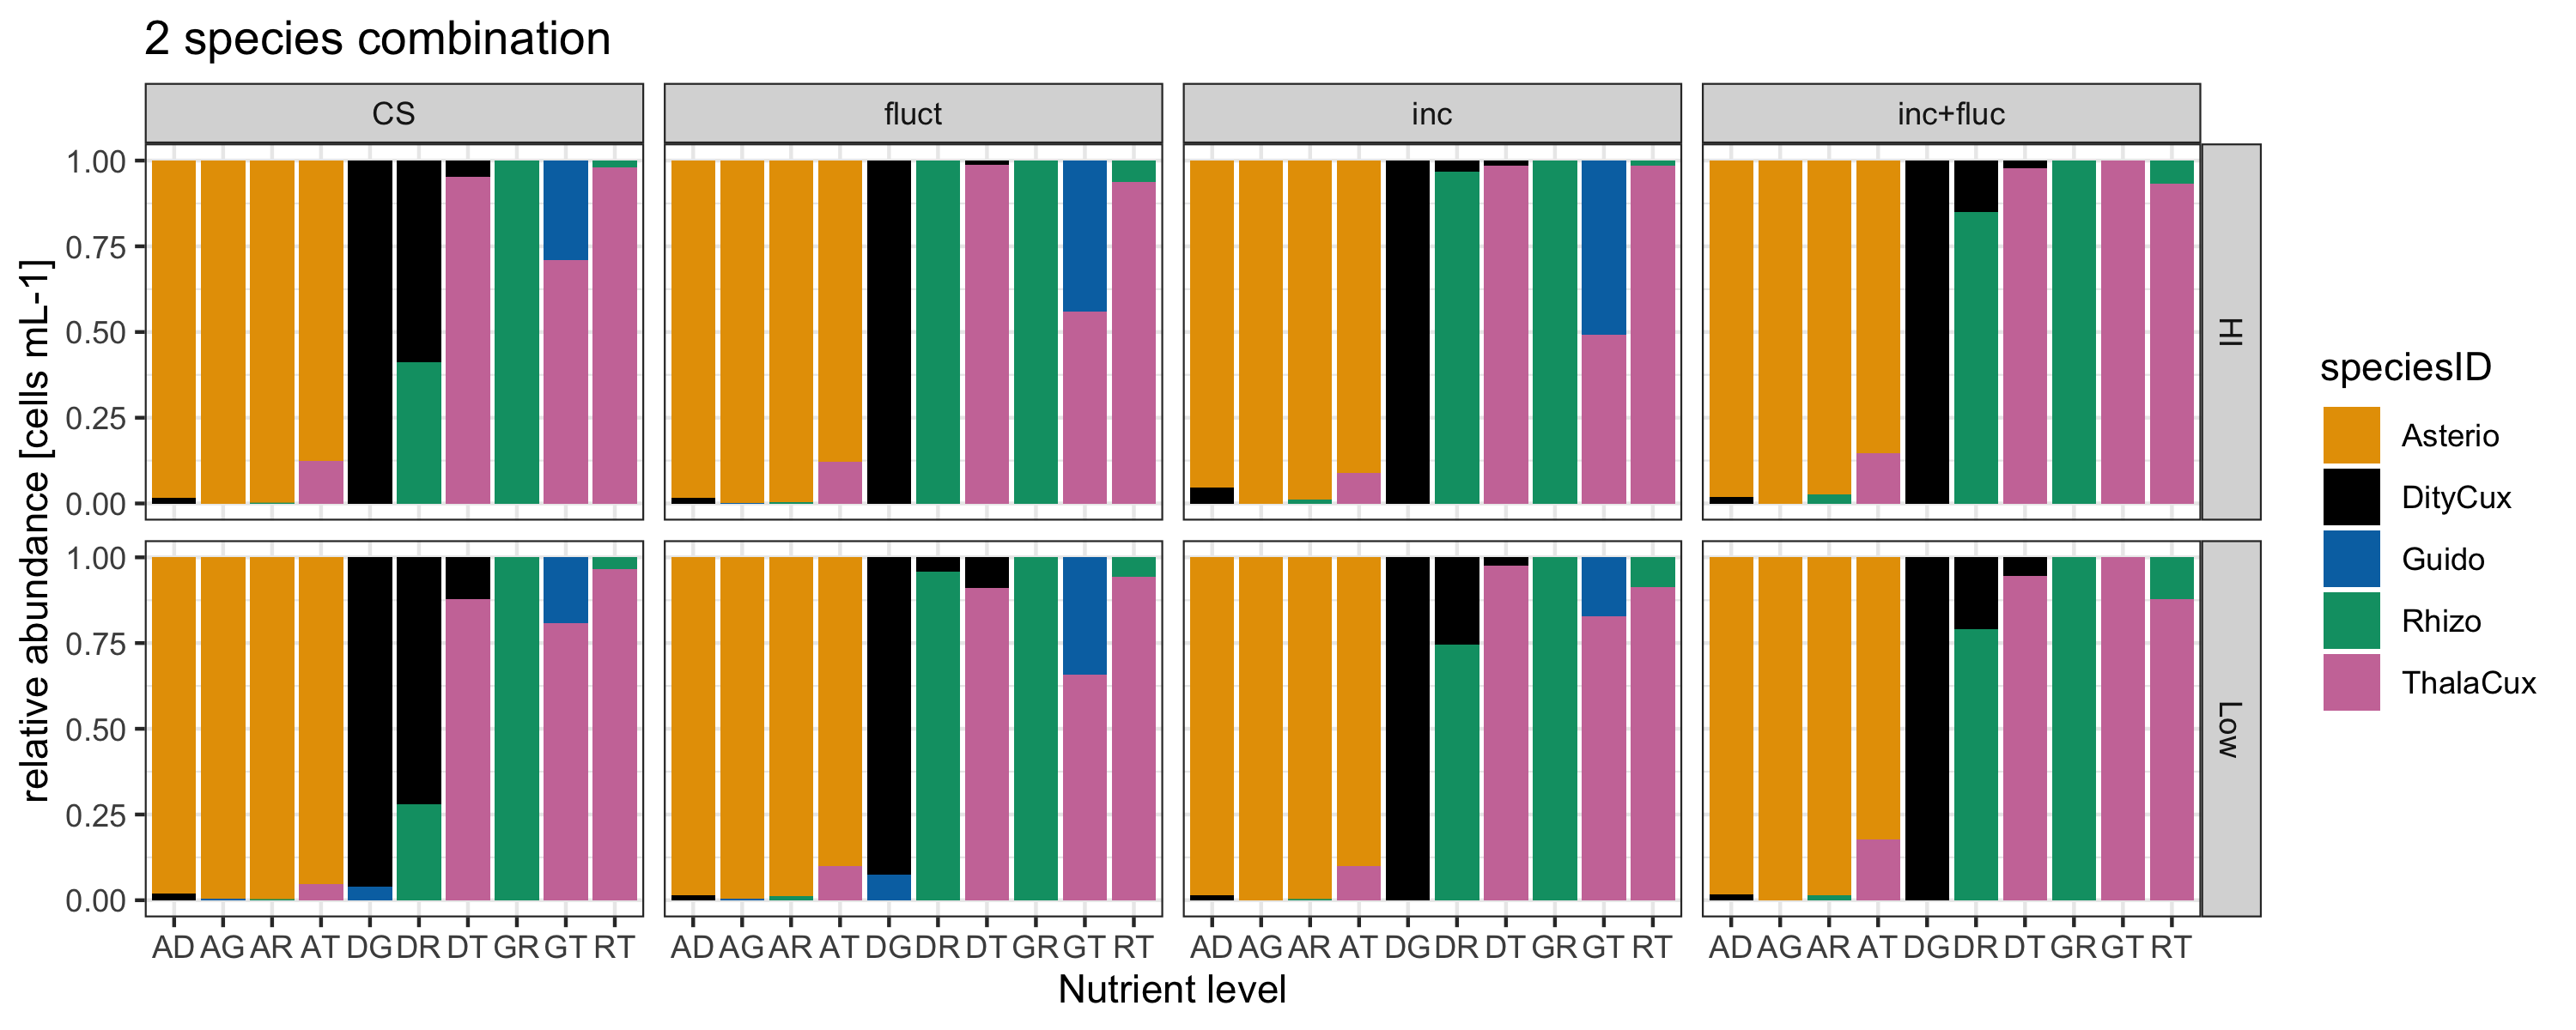 2 species combination
CS fluct inc inc+fluc
1.00
0.75
0.50
0.25
0.00
HI
1.00
0.75
0.50
0.25
0.00
Low
relative abundance [cells mL-1]
AD AG AR AT DG DR DT GR GT RT AD AG AR AT DG DR DT GR GT RT AD AG AR AT DG DR DT GR GT RT AD AG AR AT DG DR DT GR GT RT
Nutrient level
speciesID
Asterio
DityCux
Guido
Rhizo
ThalaCux